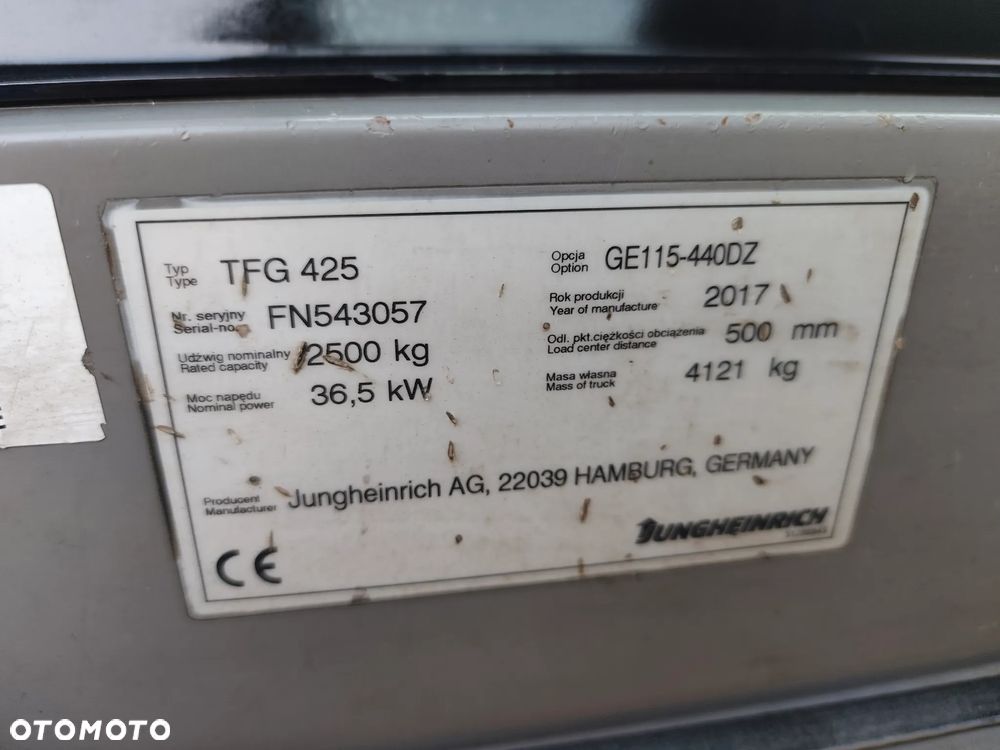 Typ
Type
TFG 425
Opcja
Option
GE115-440DZ
Nr. seryjny
Serial-no.
FN543057
Rok produkcji
Year of manufacture
2017
Udźwig nominalny
Rated capacity
2500 kg
Odl. pkt.ciężkości obciążenia
Load center distance
500 mm
Moc napędu
Nominal power
36,5 kW
Masa własna
Mass of truck
4121 kg
Producent
Manufacturer
Jungheinrich AG, 22039 HAMBURG, GERMANY
JUNGHEINRICH
CE
E
OTOMOTO